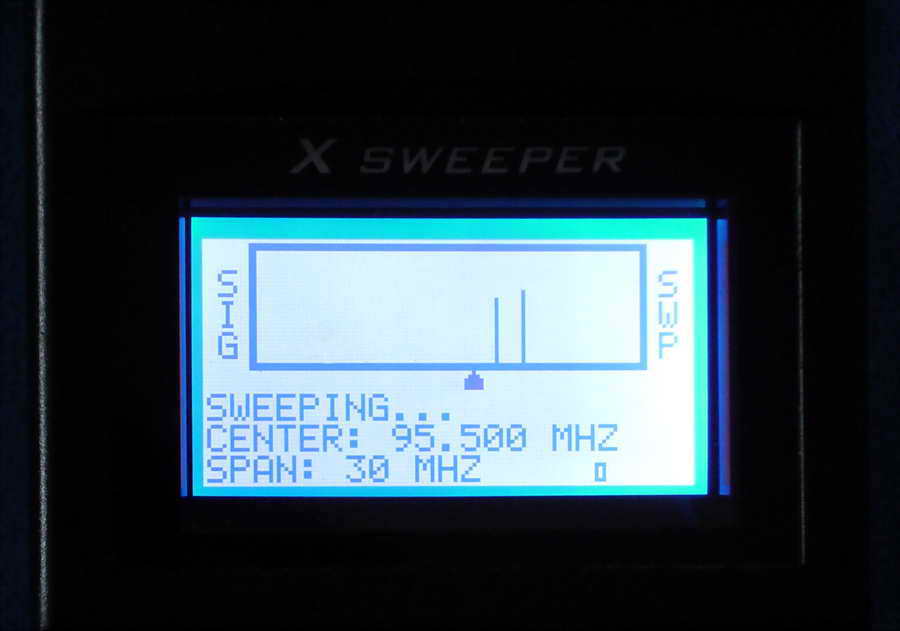 X SWEEPER
SIG
SWP
SWEEPING...
CENTER: 95.500 MHZ
SPAN: 30 MHZ